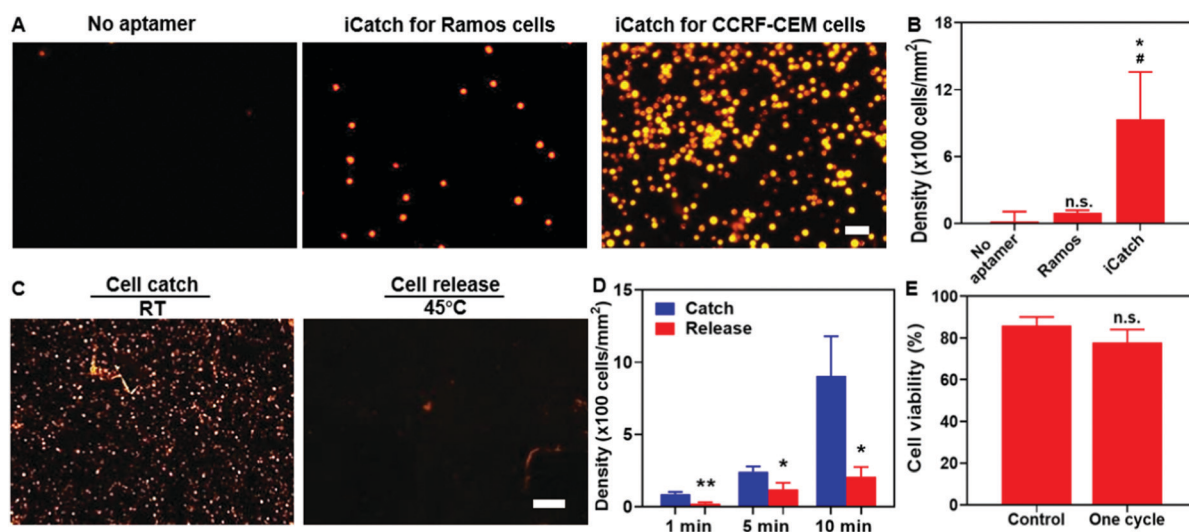 A
No aptamer
iCatch for Ramos cells
iCatch for CCRF-CEM cells
B
Density (x100 cells/mm²)
18
12
6
0
*
#
n.s.
No aptamer
Ramos
iCatch
C
Cell catch
RT
Cell release
45°C
D
Density (x100 cells/mm²)
15
10
5
0
Catch
Release
**
*
*
1 min
5 min
10 min
E
Cell viability (%)
100
80
60
40
20
0
n.s.
Control
One cycle